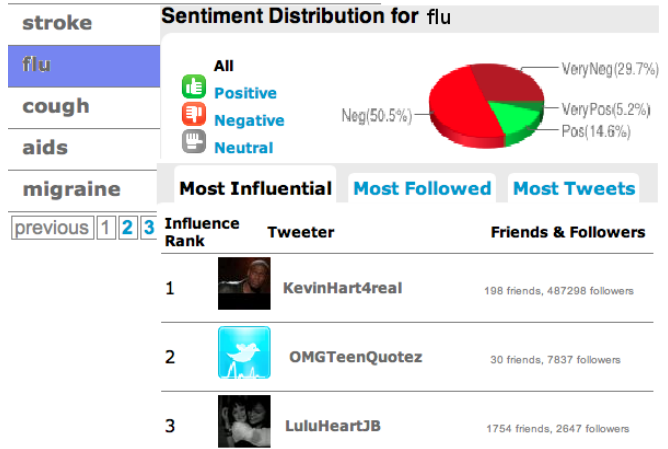 stroke
flu
cough
aids
migraine
previous 1 2 3
Sentiment Distribution for flu
All
Positive
Negative
Neutral
VeryNeg(29.7%)
Neg(50.5%)
VeryPos(5.2%)
Pos(14.6%)
Most Influential Most Followed Most Tweets
Influence Rank Tweeter Friends & Followers
1 KevinHart4real 198 friends, 487298 followers
2 OMGTeenQuotez 30 friends, 7837 followers
3 LuluHeartJB 1754 friends, 2647 followers